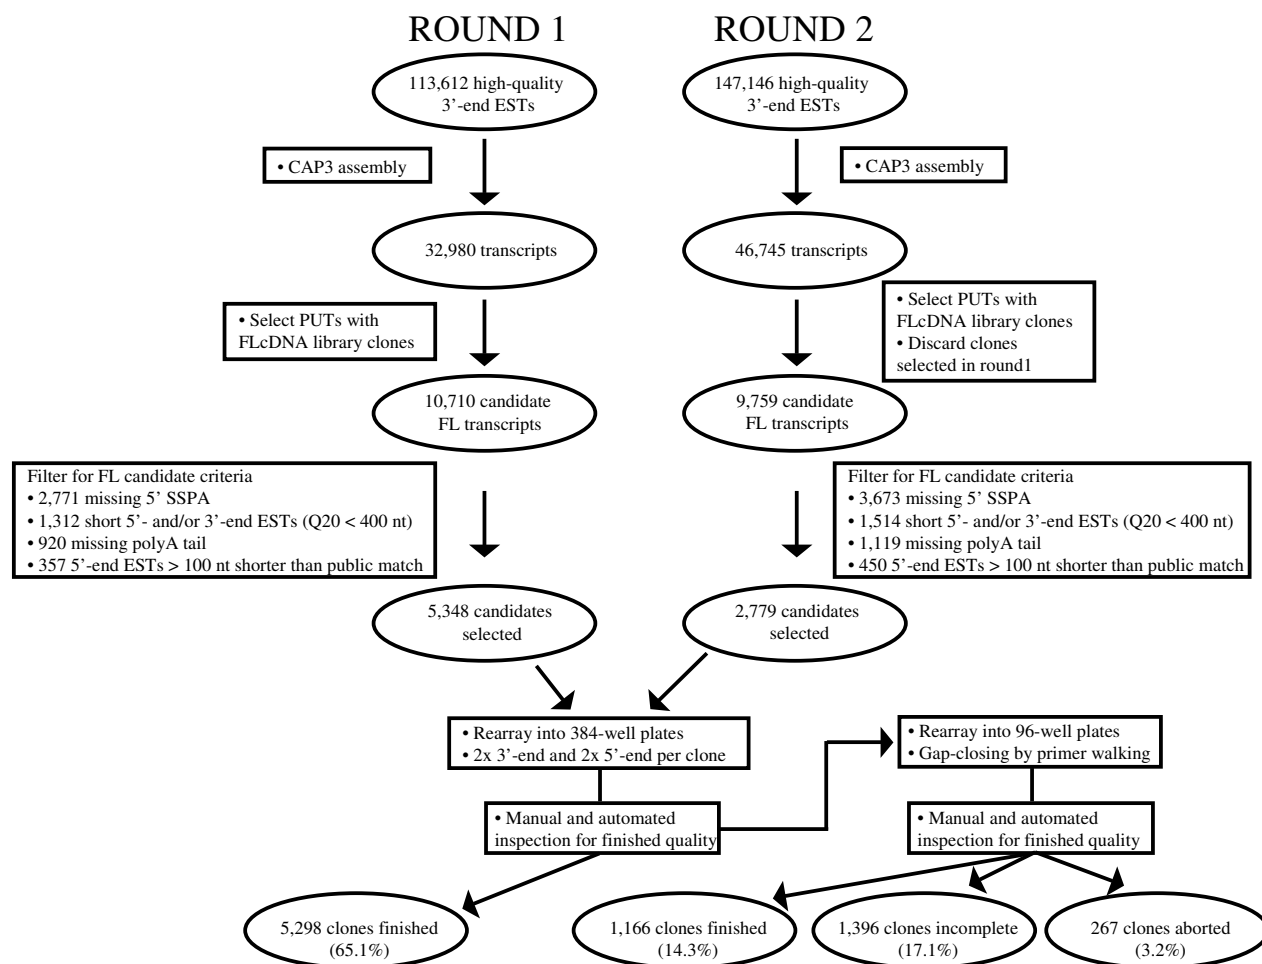 ROUND 1
ROUND 2
113,612 high-quality
3’-end ESTs
147,146 high-quality
3’-end ESTs
• CAP3 assembly
• CAP3 assembly
32,980 transcripts
46,745 transcripts
• Select PUTs with
FLcDNA library clones
• Select PUTs with
FLcDNA library clones
• Discard clones
selected in round1
10,710 candidate
FL transcripts
9,759 candidate
FL transcripts
Filter for FL candidate criteria
• 2,771 missing 5’ SSPA
• 1,312 short 5’- and/or 3’-end ESTs (Q20 < 400 nt)
• 920 missing polyA tail
• 357 5’-end ESTs > 100 nt shorter than public match
Filter for FL candidate criteria
• 3,673 missing 5’ SSPA
• 1,514 short 5’- and/or 3’-end ESTs (Q20 < 400 nt)
• 1,119 missing polyA tail
• 450 5’-end ESTs > 100 nt shorter than public match
5,348 candidates
selected
2,779 candidates
selected
• Rearray into 384-well plates
• 2x 3’-end and 2x 5’-end per clone
• Rearray into 96-well plates
• Gap-closing by primer walking
• Manual and automated
inspection for finished quality
• Manual and automated
inspection for finished quality
5,298 clones finished
(65.1%)
1,166 clones finished
(14.3%)
1,396 clones incomplete
(17.1%)
267 clones aborted
(3.2%)